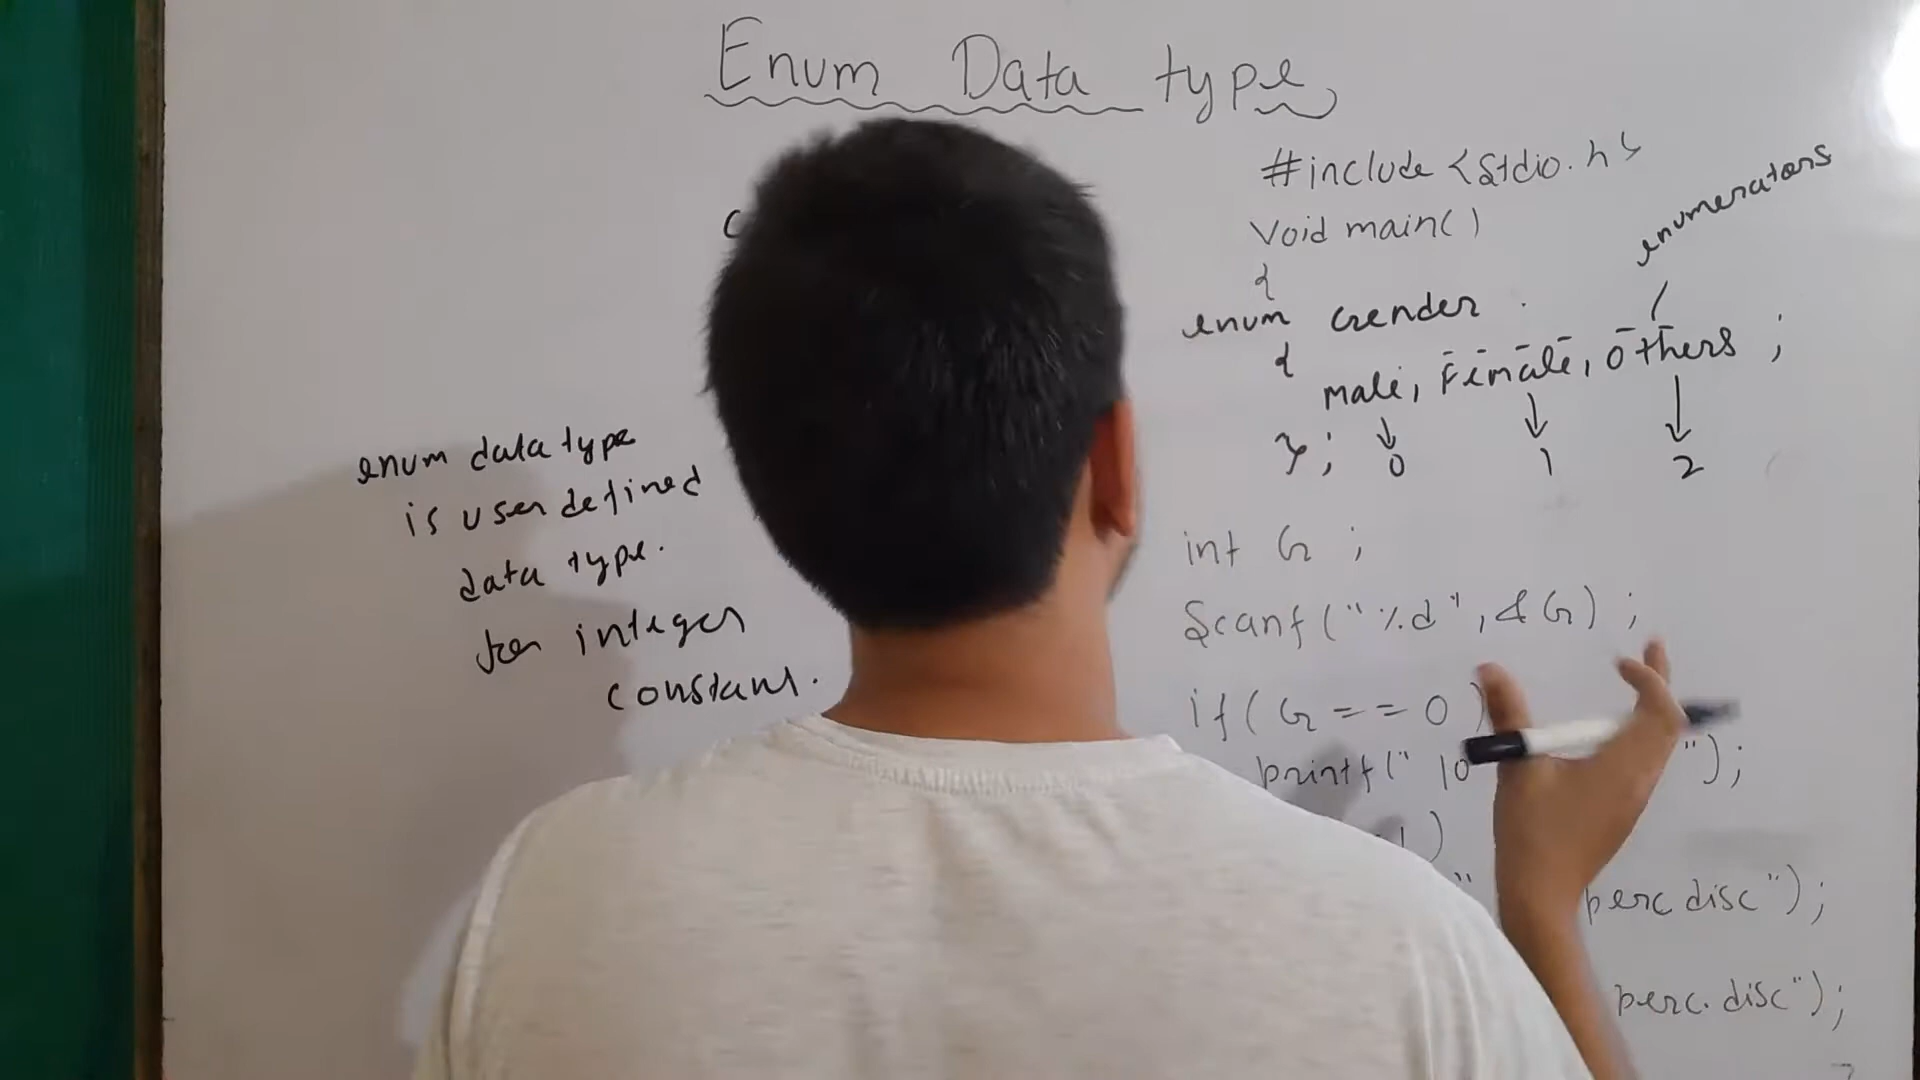 Enum Data type
enum data type
is user defined
data type.
for integer
constant.
#include <stdio.h>
Void main()
{
enumerators
enum Gender
{
male, Female, Others ;
} ;
0 1 2
int G ;
Scanf("%d", &G) ;
if( G == 0 )
printf(" 10 ");
)
" perc disc");
perc. disc");